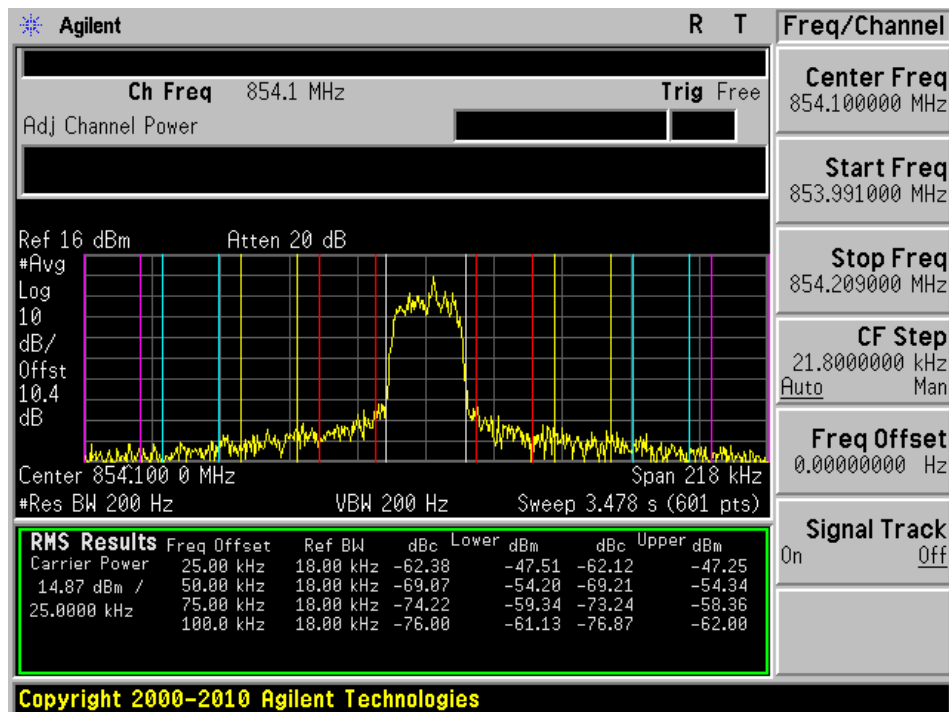 Agilent R T
Freq/Channel
Ch Freq 854.1 MHz Trig Free
Adj Channel Power
Ref 16 dBm Atten 20 dB
#Avg
Log
10
dB/
Offst
10.4
dB
Center 854.100 0 MHz Span 218 kHz
#Res BW 200 Hz VBW 200 Hz Sweep 3.478 s (601 pts)
RMS Results Freq Offset Ref BW dBc Lower dBm dBc Upper dBm
Carrier Power 25.00 kHz 18.00 kHz -62.38 -47.51 -62.12 -47.25
14.87 dBm / 50.00 kHz 18.00 kHz -69.07 -54.20 -69.21 -54.34
25.0000 kHz 75.00 kHz 18.00 kHz -74.22 -59.34 -73.24 -58.36
100.0 kHz 18.00 kHz -76.00 -61.13 -76.87 -62.00
Center Freq
854.100000 MHz
Start Freq
853.991000 MHz
Stop Freq
854.209000 MHz
CF Step
21.8000000 kHz
Auto Man
Freq Offset
0.00000000 Hz
Signal Track
On Off
Copyright 2000-2010 Agilent Technologies